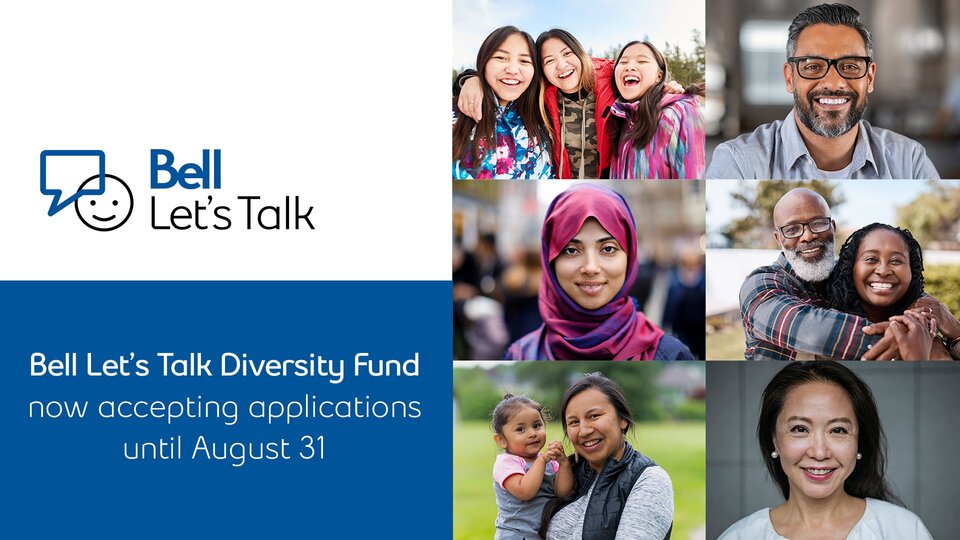 Bell
Let's Talk
Bell Let's Talk Diversity Fund
now accepting applications
until August 31